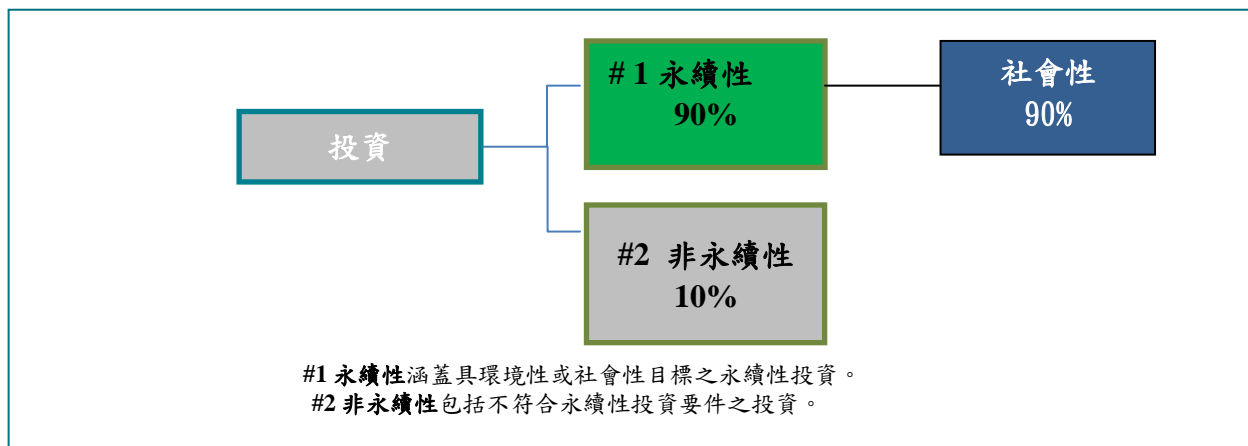 投資
# 1 永續性
90%
社會性
90%
#2 非永續性
10%
#1 永續性涵蓋具環境性或社會性目標之永續性投資。
#2 非永續性包括不符合永續性投資要件之投資。